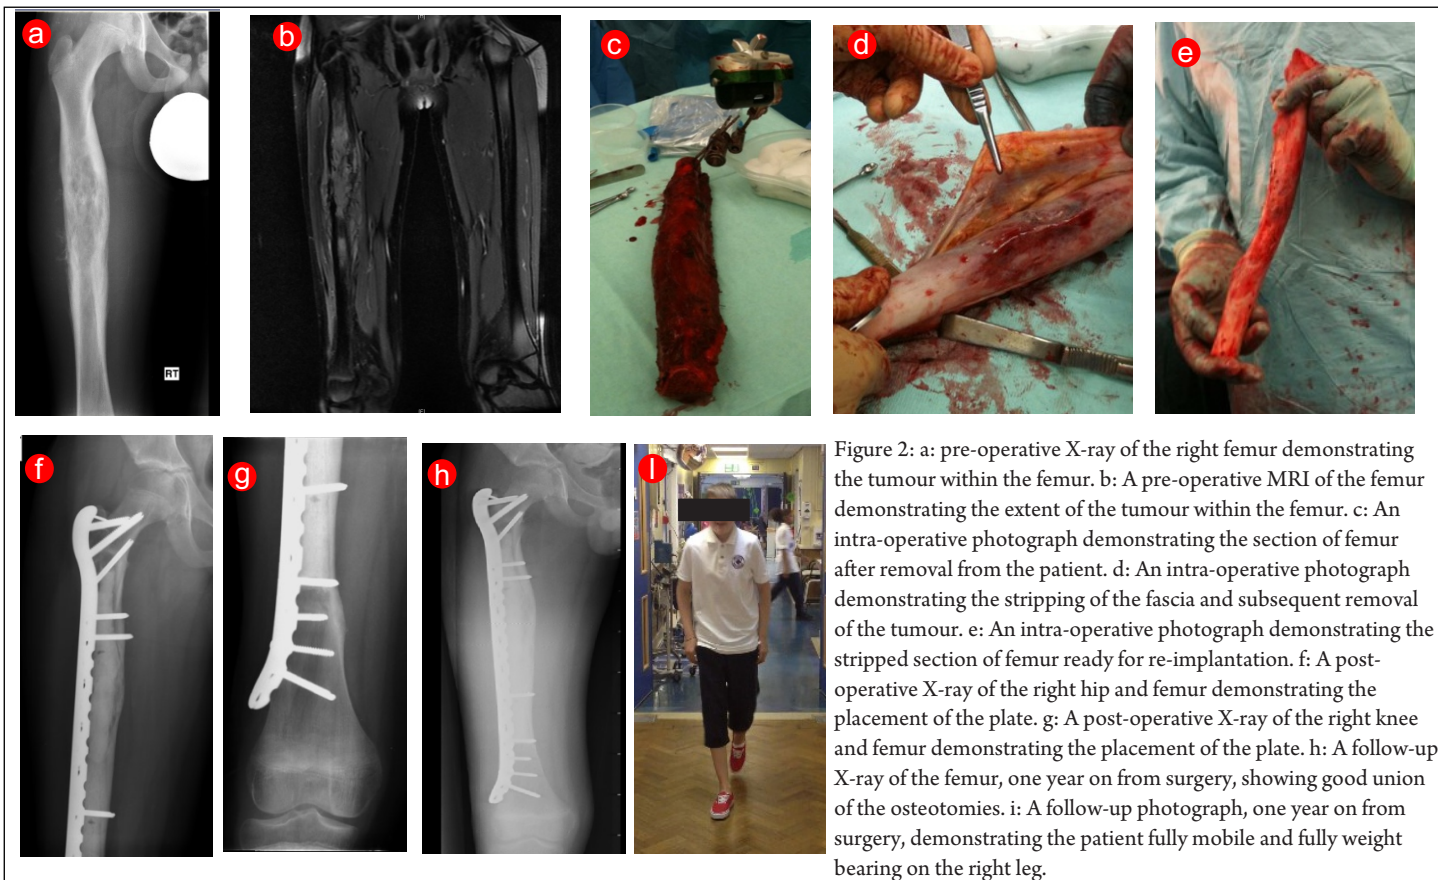 a
b
c
d
e
RT
f
g
h
I
Figure 2: a: pre-operative X-ray of the right femur demonstrating
the tumour within the femur. b: A pre-operative MRI of the femur
demonstrating the extent of the tumour within the femur. c: An
intra-operative photograph demonstrating the section of femur
after removal from the patient. d: An intra-operative photograph
demonstrating the stripping of the fascia and subsequent removal
of the tumour. e: An intra-operative photograph demonstrating the
stripped section of femur ready for re-implantation. f: A post-
operative X-ray of the right hip and femur demonstrating the
placement of the plate. g: A post-operative X-ray of the right knee
and femur demonstrating the placement of the plate. h: A follow-up
X-ray of the femur, one year on from surgery, showing good union
of the osteotomies. i: A follow-up photograph, one year on from
surgery, demonstrating the patient fully mobile and fully weight
bearing on the right leg.